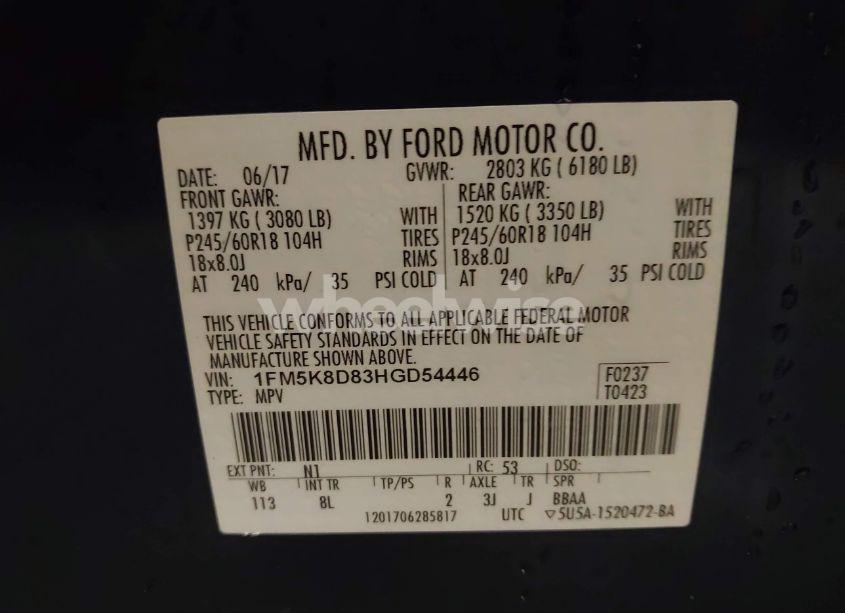 MFD. BY FORD MOTOR CO.
DATE: 06/17 GVWR: 2803 KG ( 6180 LB)
FRONT GAWR: REAR GAWR:
1397 KG ( 3080 LB) WITH 1520 KG ( 3350 LB) WITH
P245/60R18 104H TIRES P245/60R18 104H TIRES
18x8.0J RIMS 18x8.0J RIMS
AT 240 kPa/ 35 PSI COLD AT 240 kPa/ 35 PSI COLD
wheelwise
THIS VEHICLE CONFORMS TO ALL APPLICABLE FEDERAL MOTOR
VEHICLE SAFETY STANDARDS IN EFFECT ON THE DATE OF
MANUFACTURE SHOWN ABOVE.
VIN: 1FM5K8D83HGD54446 F0237
TYPE: MPV T0423
EXT PNT: N1 RC: 53 DSO:
WB INT TR TP/PS R AXLE TR SPR
113 8L 2 3J J BBAA
1201706285817 UTC ▽5U5A-1520472-BA